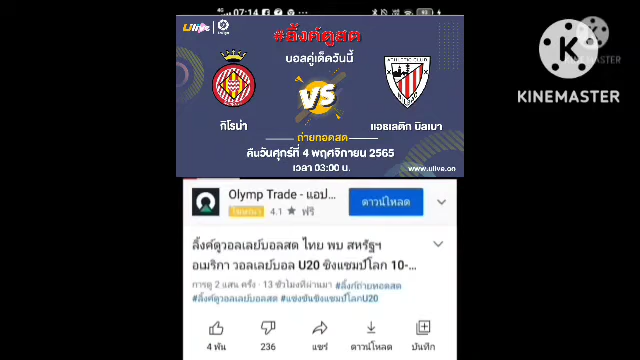 07:14
Ulive
#ลิ้งค์ดูสด
บอลคู่เด็ดวันนี้
VS
ATHLETIC CLUB
กิโรน่า
แอธเลติก บิลเบา
ถ่ายทอดสด
คืนวันศุกร์ที่ 4 พฤศจิกายน 2565
เวลา 03:00 น.
www.ulive.cn
K
KINEMASTER
Olymp Trade - แอป...
โฆษณา 4.1 ★ ฟรี
ดาวน์โหลด
ลิ้งค์ดูวอลเลย์บอลสด ไทย พบ สหรัฐฯ
อเมริกา วอลเลย์บอล U20 ชิงแชมป์โลก 10-...
การดู 2 แสน ครั้ง · 13 ชั่วโมงที่ผ่านมา #ลิ้งก์ถ่ายทอดสด
#ลิ้งค์ดูวอลเลย์บอลสด #แข่งขันชิงแชมป์โลกU20
4 พัน
236
แชร์
ดาวน์โหลด
บันทึก